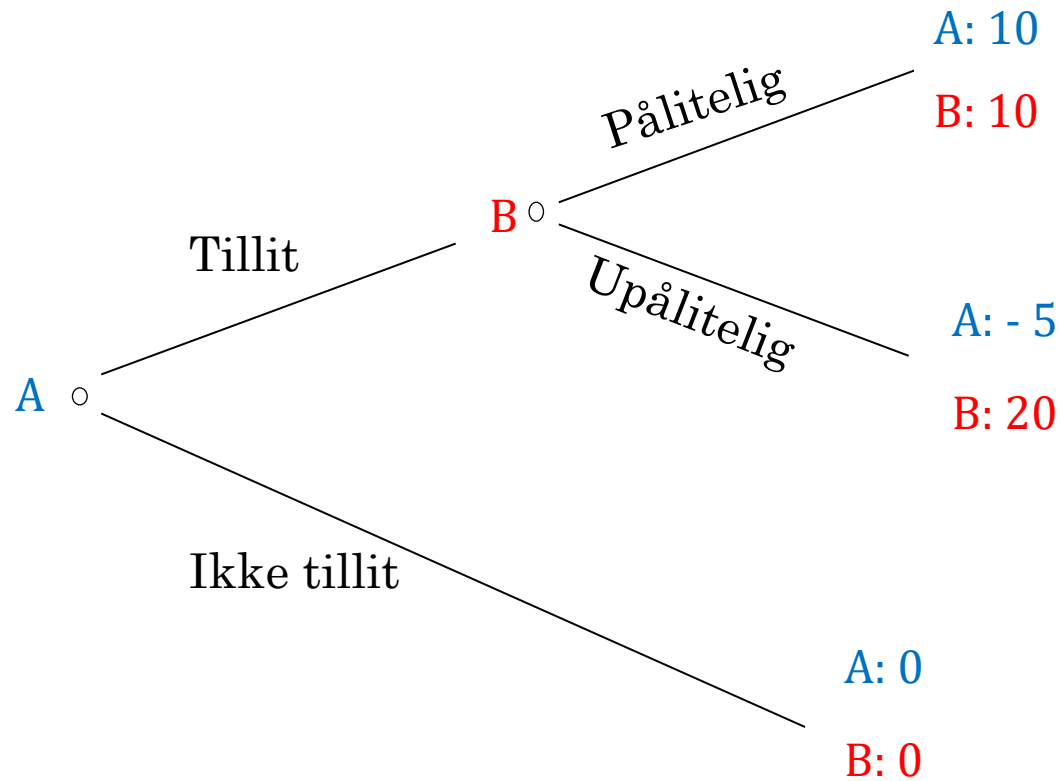 A: 10
Pålitelig
B: 10
B
Tillit
Upålitelig
A: - 5
A
B: 20
Ikke tillit
A: 0
B: 0